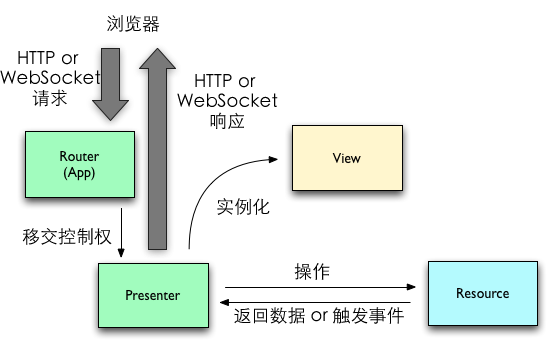 浏览器
HTTP or
WebSocket
请求
HTTP or
WebSocket
响应
Router
(App)
View
实例化
移交控制权
Presenter
操作
返回数据 or 触发事件
Resource